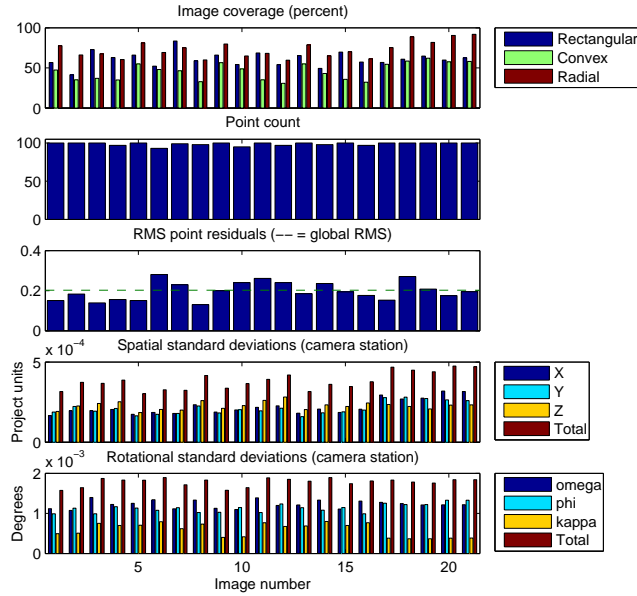 Image coverage (percent)
100
50
0
Rectangular
Convex
Radial
Point count
100
50
0
RMS point residuals (−− = global RMS)
0.4
0.2
0
Spatial standard deviations (camera station)
x 10^-4
5
0
Project units
X
Y
Z
Total
Rotational standard deviations (camera station)
x 10^-3
2
1
0
Degrees
omega
phi
kappa
Total
5 10 15 20
Image number